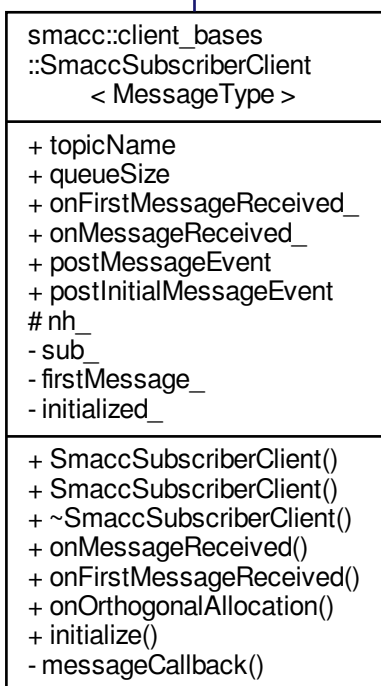 smacc::client_bases
::SmaccSubscriberClient
< MessageType >
+ topicName
+ queueSize
+ onFirstMessageReceived_
+ onMessageReceived_
+ postMessageEvent
+ postInitialMessageEvent
# nh_
- sub_
- firstMessage_
- initialized_
+ SmaccSubscriberClient()
+ SmaccSubscriberClient()
+ ~SmaccSubscriberClient()
+ onMessageReceived()
+ onFirstMessageReceived()
+ onOrthogonalAllocation()
+ initialize()
- messageCallback()